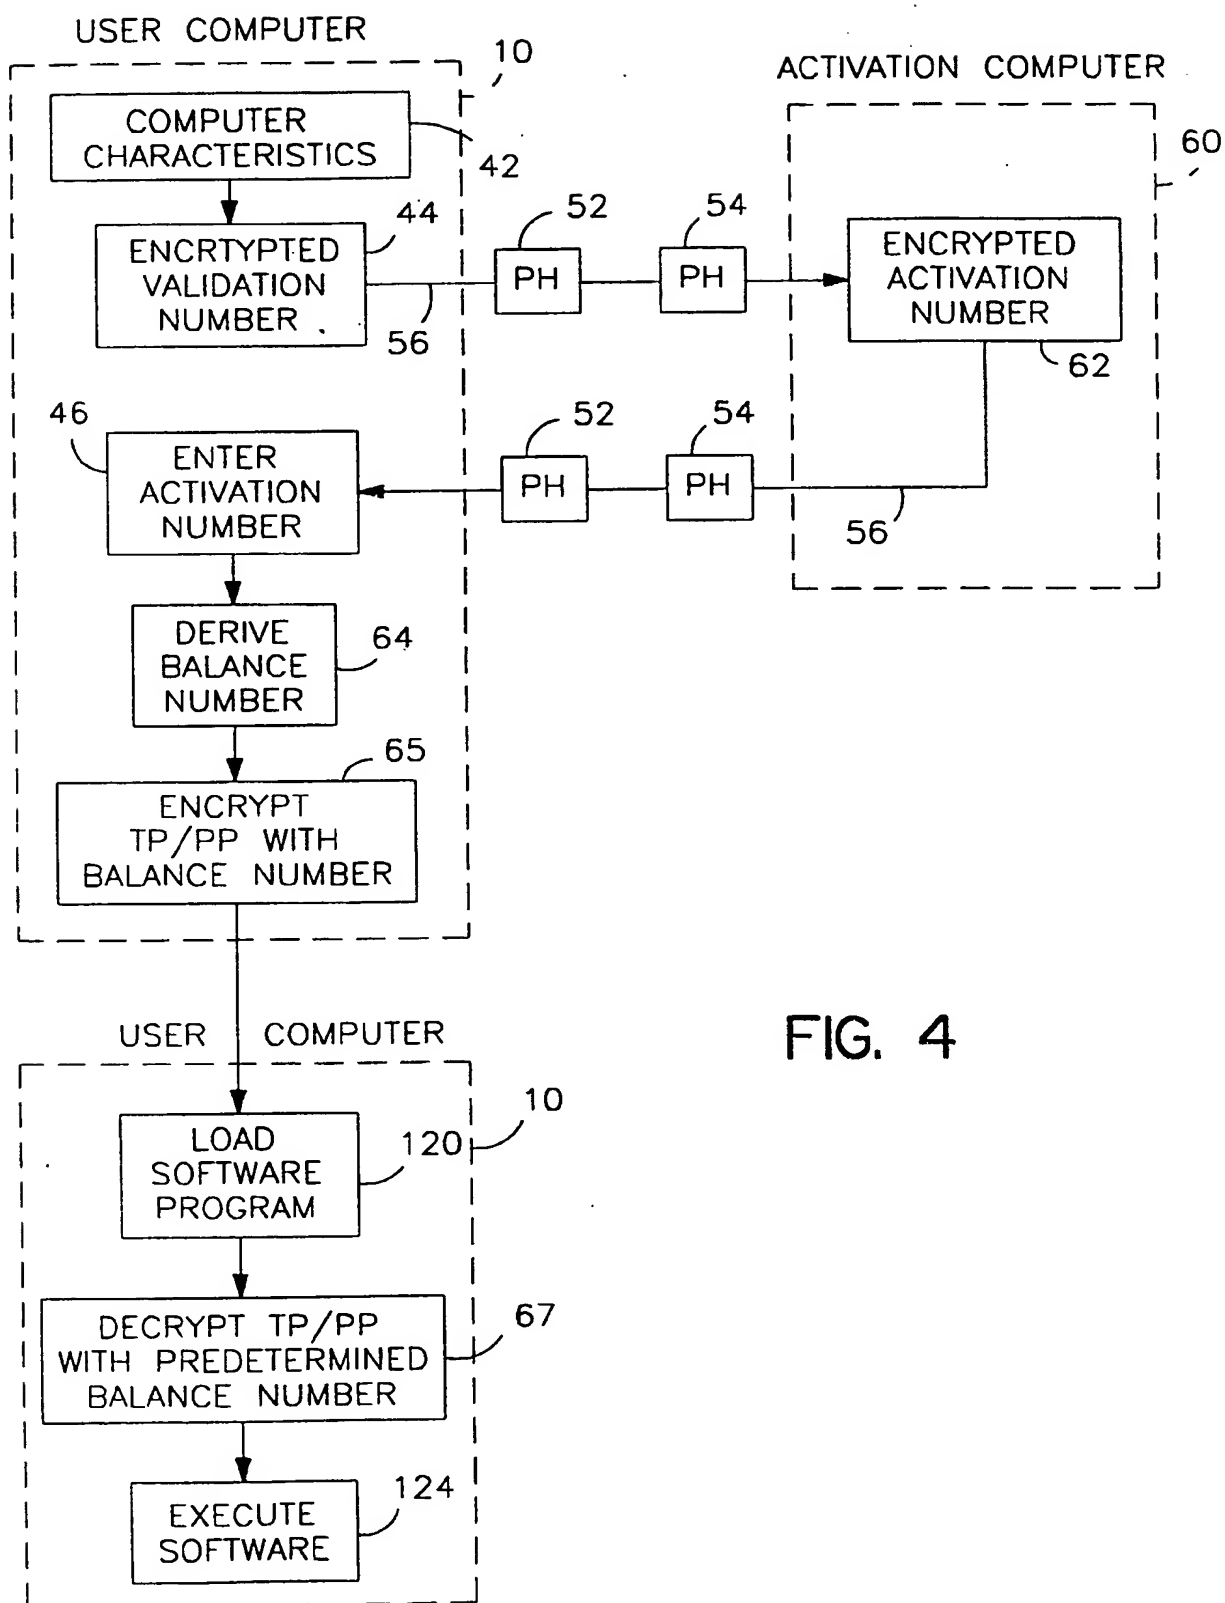 USER COMPUTER
10
ACTIVATION COMPUTER
COMPUTER
CHARACTERISTICS
42
60
44
52
54
ENCRTYPTED
VALIDATION
NUMBER
PH
PH
ENCRYPTED
ACTIVATION
NUMBER
56
62
46
52
54
ENTER
ACTIVATION
NUMBER
PH
PH
56
DERIVE
BALANCE
NUMBER
64
65
ENCRYPT
TP/PP WITH
BALANCE NUMBER
USER COMPUTER
FIG. 4
10
LOAD
SOFTWARE
PROGRAM
120
DECRYPT TP/PP
WITH PREDETERMINED
BALANCE NUMBER
67
EXECUTE
SOFTWARE
124